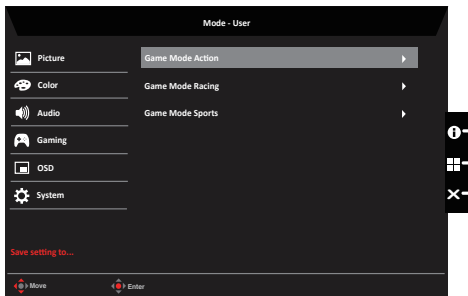 Mode - User
Picture
Game Mode Action
Color
Game Mode Racing
Audio
Game Mode Sports
Gaming
OSD
System
Save setting to...
Move
Enter